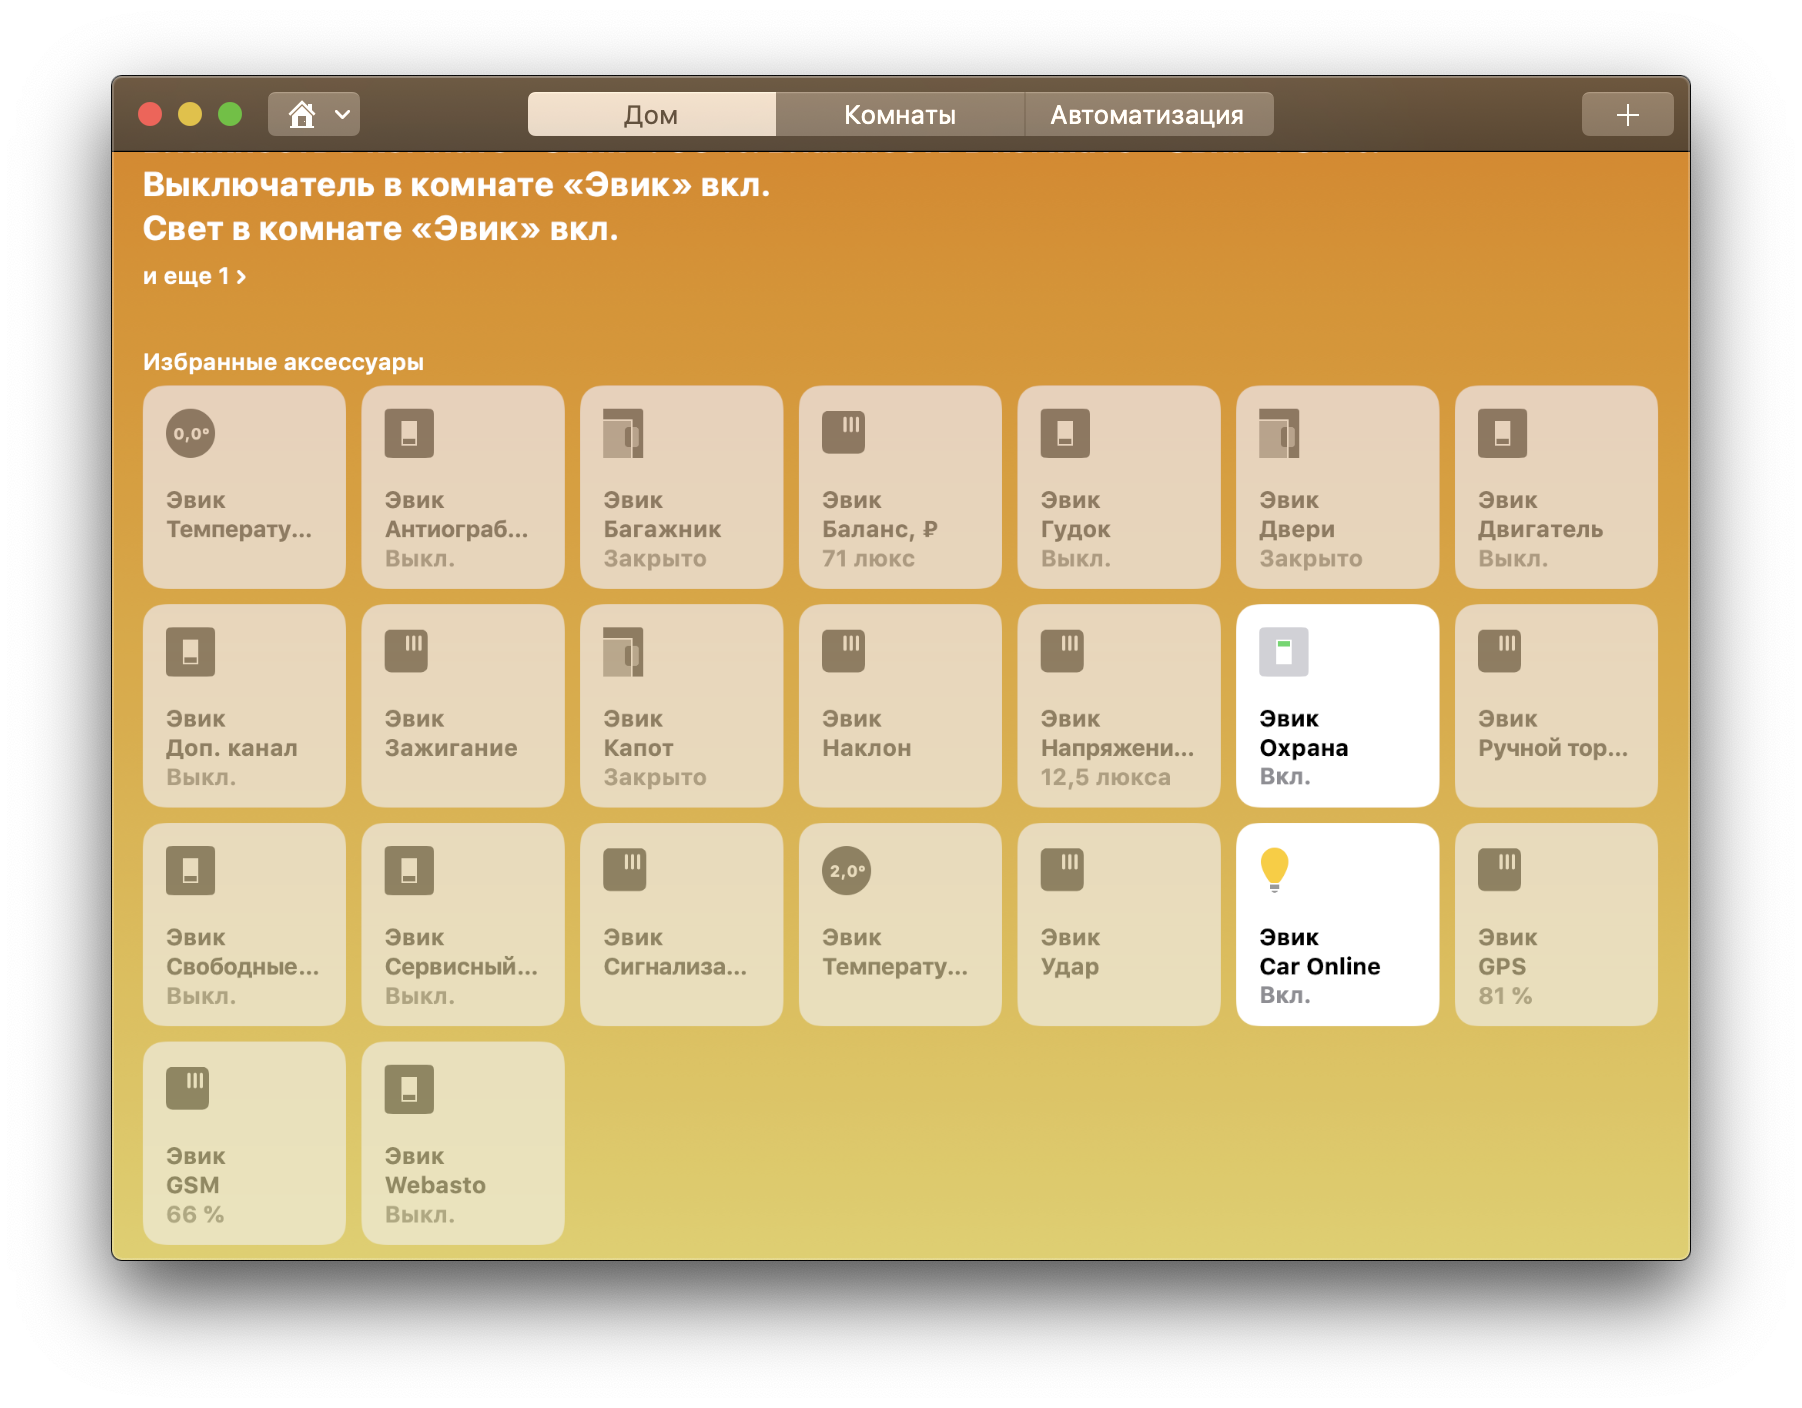 Дом
Комнаты
Автоматизация
Выключатель в комнате «Эвик» вкл.
Свет в комнате «Эвик» вкл.
и еще 1 ›
Избранные аксессуары
0,0°
Эвик
Температу...
Эвик
Антиограб...
Выкл.
Эвик
Багажник
Закрыто
Эвик
Баланс, ₽
71 люкс
Эвик
Гудок
Выкл.
Эвик
Двери
Закрыто
Эвик
Двигатель
Выкл.
Эвик
Доп. канал
Выкл.
Эвик
Зажигание
Эвик
Капот
Закрыто
Эвик
Наклон
Эвик
Напряжени...
12,5 люкса
Эвик
Охрана
Вкл.
Эвик
Ручной тор...
Эвик
Свободные...
Выкл.
Эвик
Сервисный...
Выкл.
Эвик
Сигнализа...
2,0°
Эвик
Температу...
Эвик
Удар
Эвик
Car Online
Вкл.
Эвик
GPS
81 %
Эвик
GSM
66 %
Эвик
Webasto
Выкл.